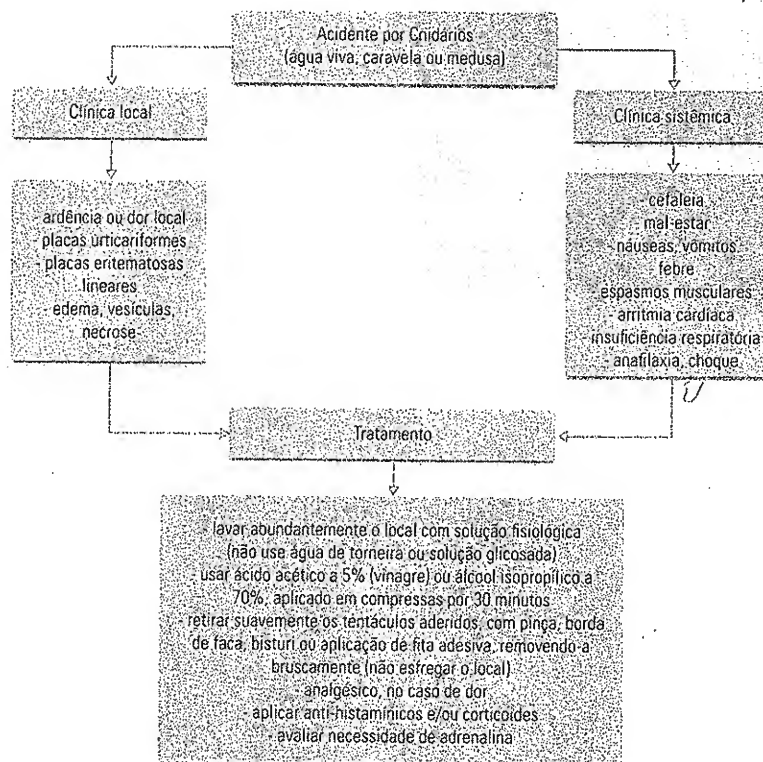 Acidente por Cnidários
(água viva, caravela ou medusa)
Clínica local
Clínica sistêmica
- ardência ou dor local
placas urticariformes
- placas eritematosas
lineares
- edema, vesículas,
necrose
- cefaleia
- mal-estar
- náuseas, vômitos
febre
- espasmos musculares
- arritmia cardíaca
insuficiência respiratória
- anafilaxia, choque
Tratamento
- lavar abundantemente o local com solução fisiológica
(não use água de torneira ou solução glicosada)
- usar ácido acético a 5% (vinagre) ou álcool isopropílico a
70%, aplicado em compressas por 30 minutos
- retirar suavemente os tentáculos aderidos, com pinça, borda
de faca, bisturi ou aplicação de fita adesiva, removendo-a
bruscamente (não esfregar o local)
- analgésico, no caso de dor
- aplicar anti-histamínicos e/ou corticoides
- avaliar necessidade de adrenalina